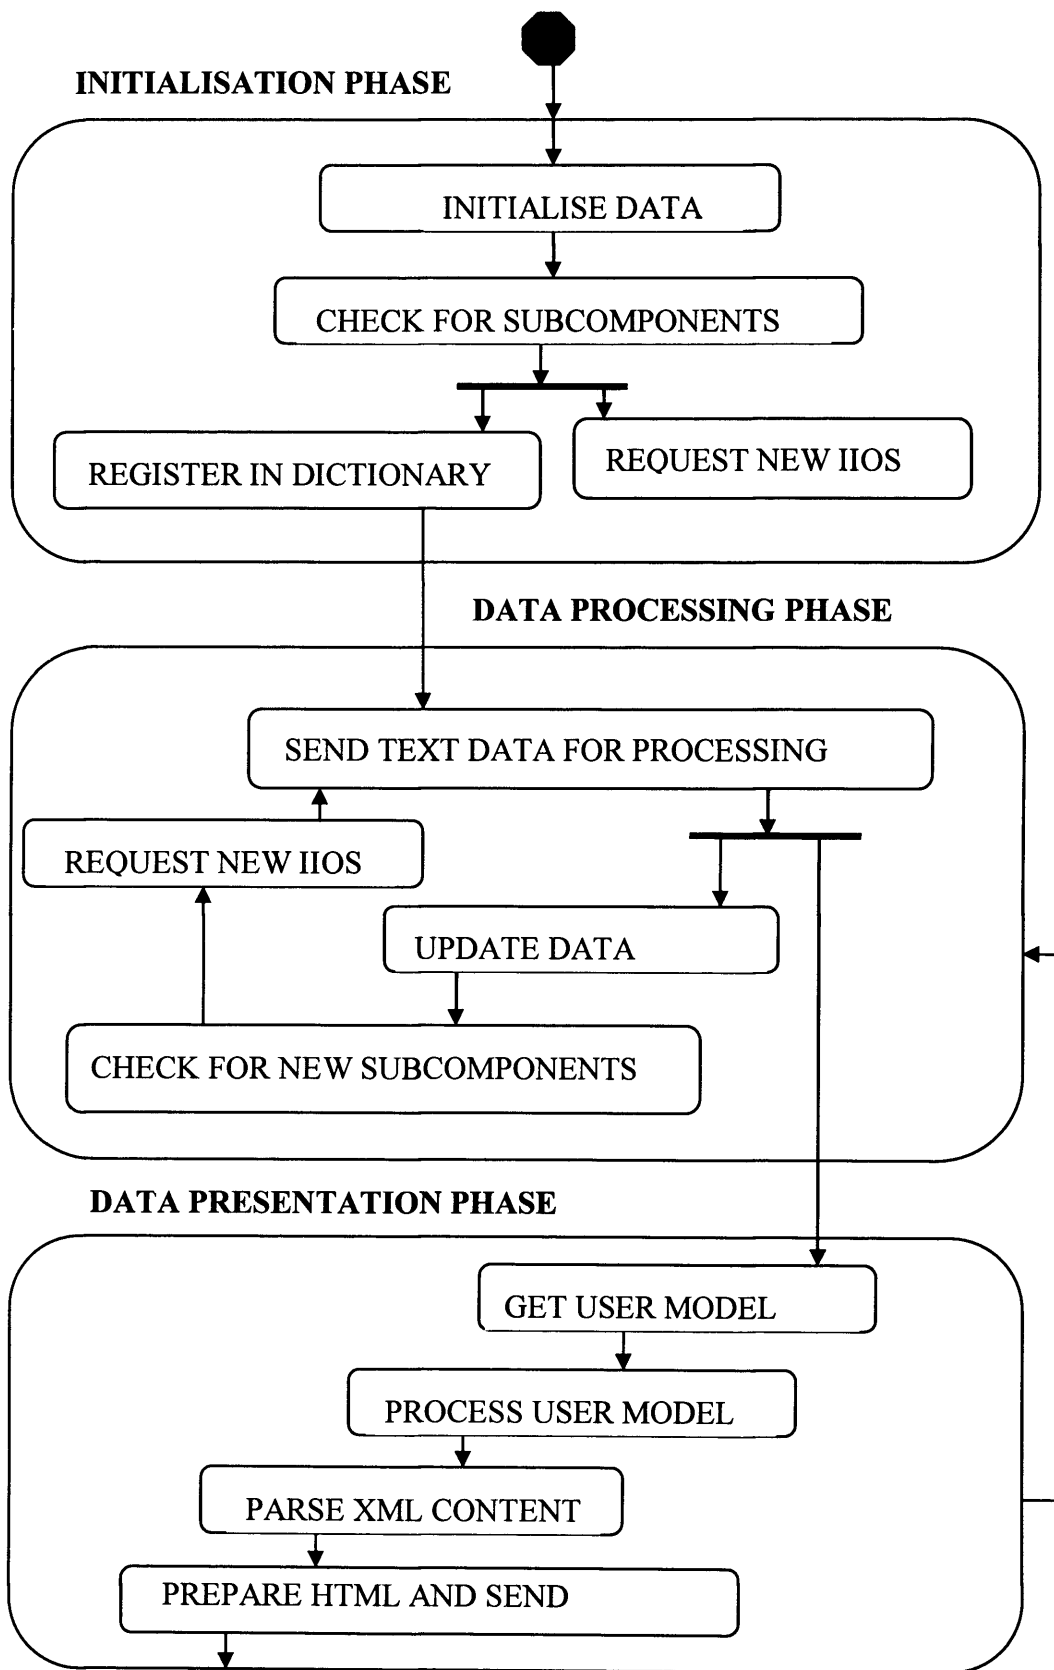 INITIALISATION PHASE
INITIALISE DATA
CHECK FOR SUBCOMPONENTS
REGISTER IN DICTIONARY
REQUEST NEW IIOS
DATA PROCESSING PHASE
SEND TEXT DATA FOR PROCESSING
REQUEST NEW IIOS
UPDATE DATA
CHECK FOR NEW SUBCOMPONENTS
DATA PRESENTATION PHASE
GET USER MODEL
PROCESS USER MODEL
PARSE XML CONTENT
PREPARE HTML AND SEND